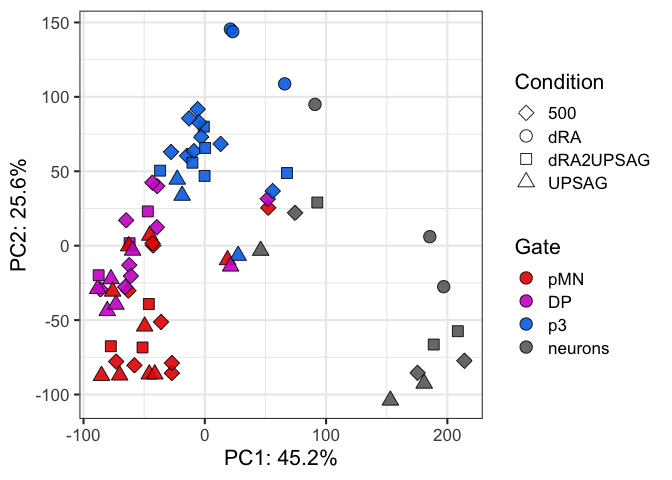 150
100
50
0
-50
-100
-100
0
100
200
PC1: 45.2%
PC2: 25.6%
Condition
500
dRA
dRA2UPSAG
UPSAG
Gate
pMN
DP
p3
neurons